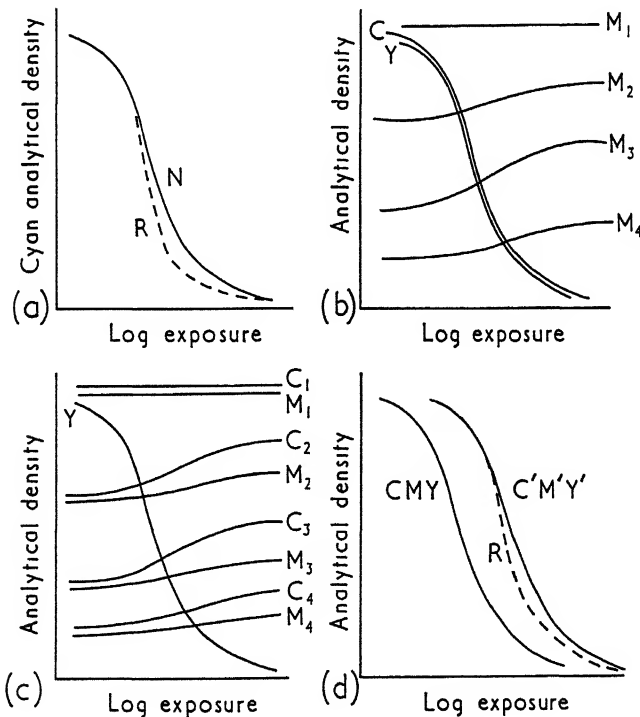 Cyan analytical density
N
R
(a)
Log exposure
Analytical density
C
Y
M1
M2
M3
M4
(b)
Log exposure
Analytical density
Y
C1
M1
C2
M2
C3
M3
C4
M4
(c)
Log exposure
Analytical density
CMY
C'M'Y'
R
(d)
Log exposure